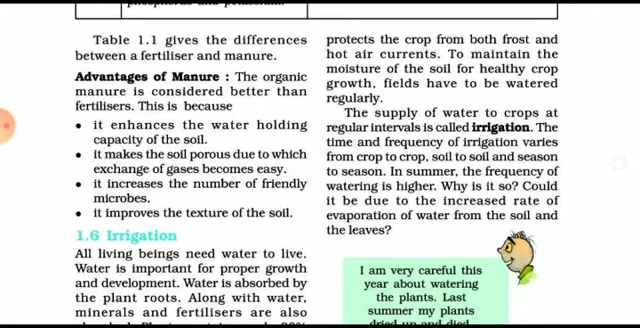 phosphorus and potassium.
Table 1.1 gives the differences
between a fertiliser and manure.
Advantages of Manure : The organic
manure is considered better than
fertilisers. This is because
• it enhances the water holding
capacity of the soil.
• it makes the soil porous due to which
exchange of gases becomes easy.
• it increases the number of friendly
microbes.
• it improves the texture of the soil.
1.6 Irrigation
All living beings need water to live.
Water is important for proper growth
and development. Water is absorbed by
the plant roots. Along with water,
minerals and fertilisers are also
protects the crop from both frost and
hot air currents. To maintain the
moisture of the soil for healthy crop
growth, fields have to be watered
regularly.
The supply of water to crops at
regular intervals is called irrigation. The
time and frequency of irrigation varies
from crop to crop, soil to soil and season
to season. In summer, the frequency of
watering is higher. Why is it so? Could
it be due to the increased rate of
evaporation of water from the soil and
the leaves?
I am very careful this
year about watering
the plants. Last
summer my plants
dried up and died